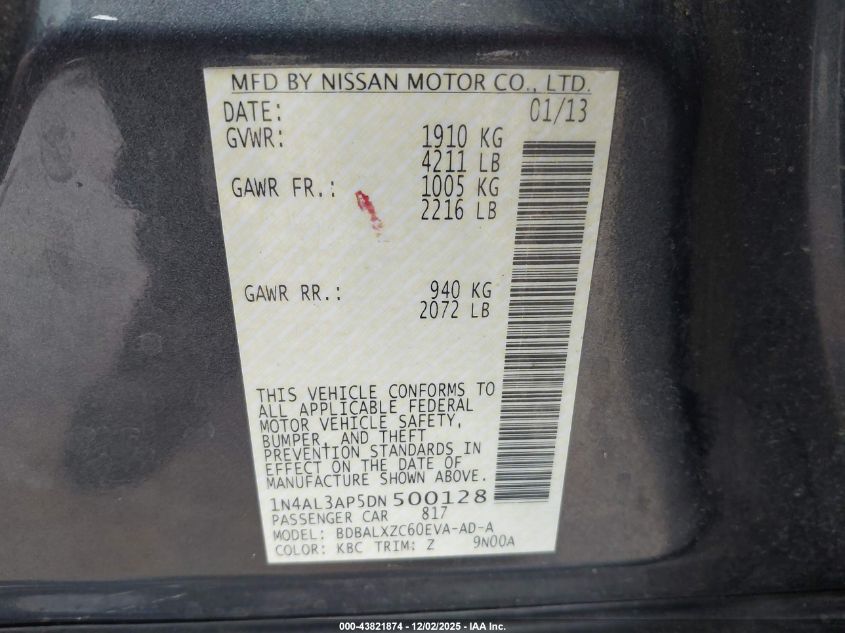 MFD BY NISSAN MOTOR CO., LTD.
DATE: 01/13
GVWR: 1910 KG
4211 LB
GAWR FR.: 1005 KG
2216 LB
GAWR RR.: 940 KG
2072 LB
THIS VEHICLE CONFORMS TO
ALL APPLICABLE FEDERAL
MOTOR VEHICLE SAFETY,
BUMPER, AND THEFT
PREVENTION STANDARDS IN
EFFECT ON THE DATE OF
MANUFACTURE SHOWN ABOVE.
1N4AL3AP5DN500128
PASSENGER CAR 817
MODEL: BDBALXZC60EVA-AD-A
COLOR: KBC TRIM: Z 9N00A
000-43821874 - 12/02/2025 - IAA Inc.